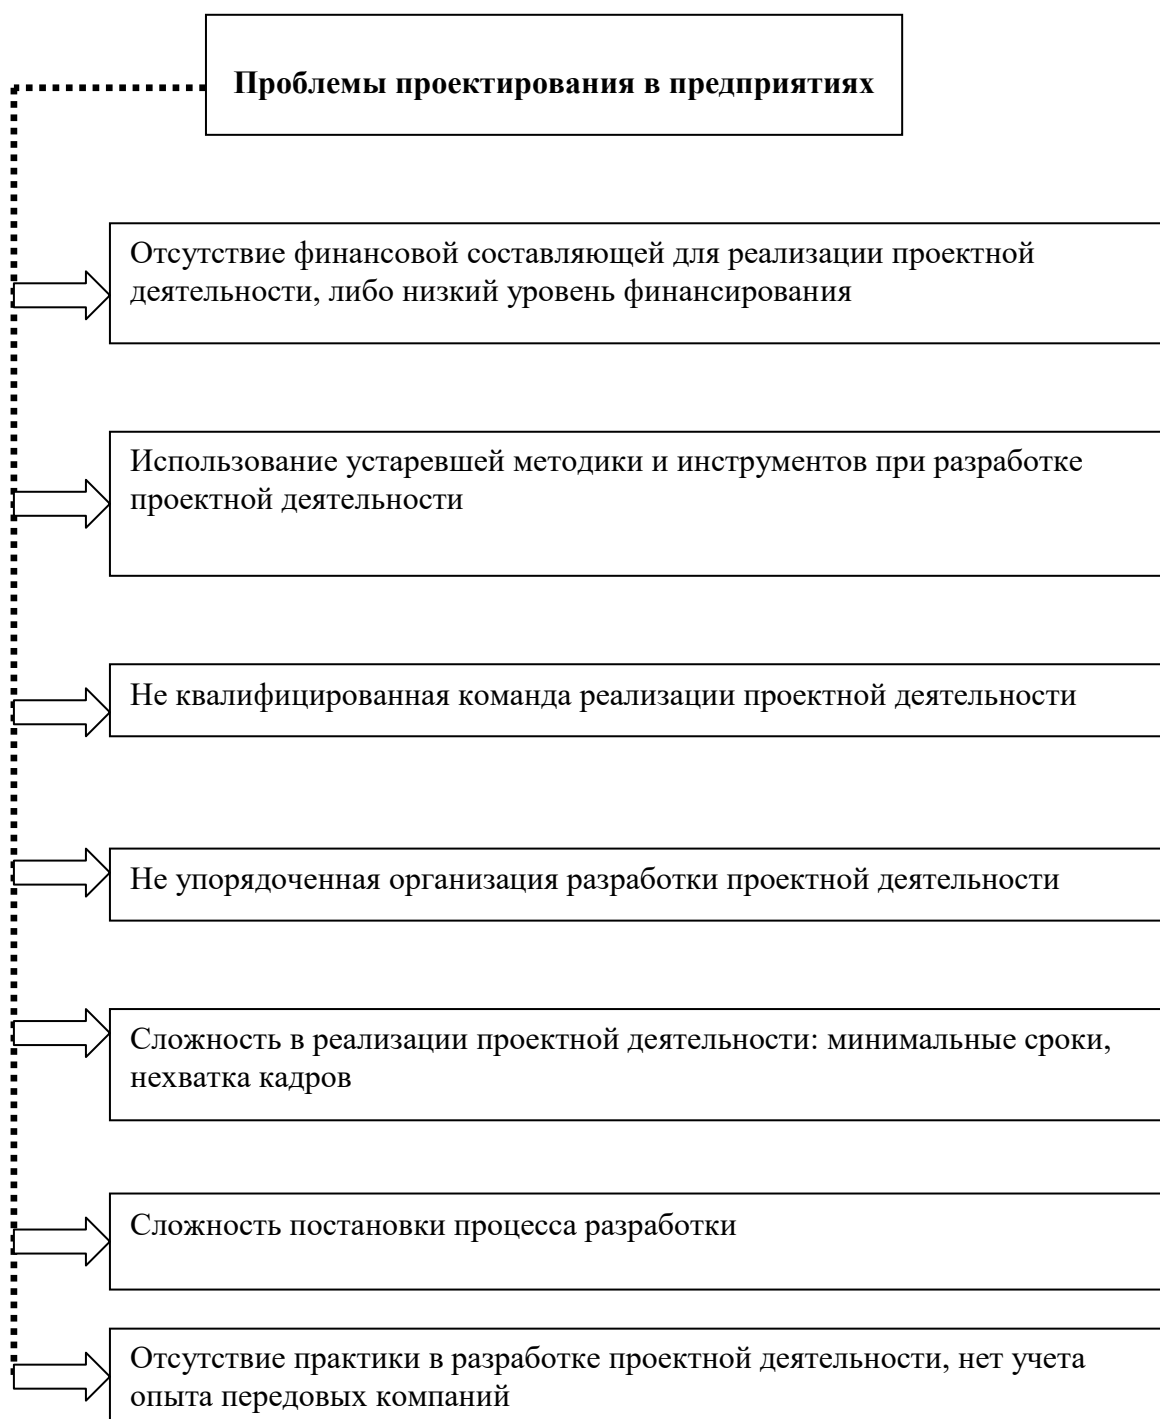 Проблемы проектирования в предприятиях
Отсутствие финансовой составляющей для реализации проектной
деятельности, либо низкий уровень финансирования
Использование устаревшей методики и инструментов при разработке
проектной деятельности
Не квалифицированная команда реализации проектной деятельности
Не упорядоченная организация разработки проектной деятельности
Сложность в реализации проектной деятельности: минимальные сроки,
нехватка кадров
Сложность постановки процесса разработки
Отсутствие практики в разработке проектной деятельности, нет учета
опыта передовых компаний